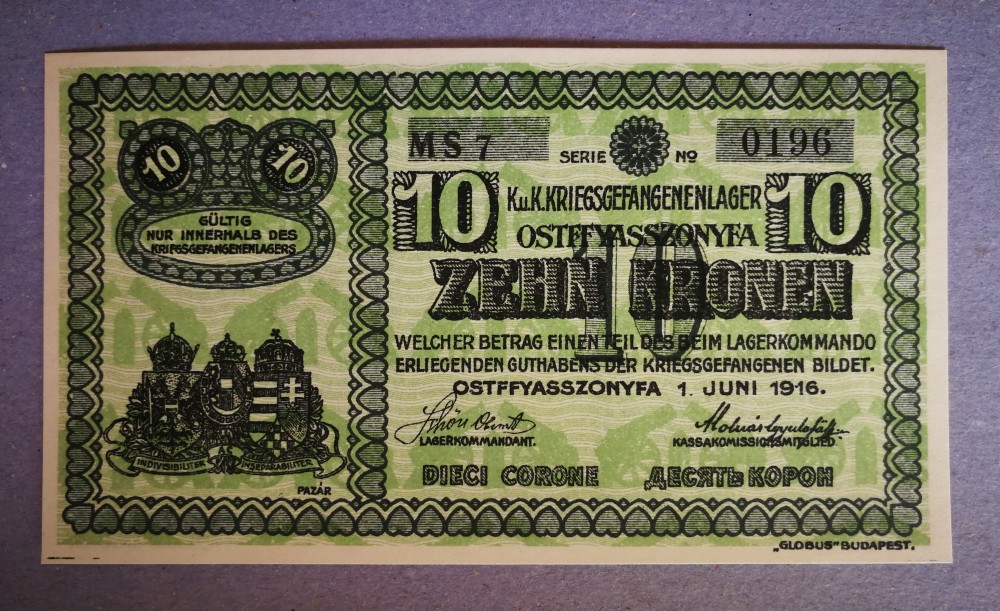 10 10
GÜLTIG
NUR INNERHALB DES
KRIEGSGEFANGENENLAGERS
INDIVISIBILITER INSEPARABILITER
PAZÁR
MS 7 SERIE No 0196
10 K.u.K. KRIEGSGEFANGENENLAGER 10
OSTFFYASSZONYFA
ZEHN KRONEN
10
WELCHER BETRAG EINEN TEIL DES BEIM LAGERKOMMANDO
ERLIEGENDEN GUTHABENS DER KRIEGSGEFANGENEN BILDET.
OSTFFYASSZONYFA 1. JUNI 1916.
LAGERKOMMANDANT. KASSAKOMISSIONSMITGLIED
DIECI CORONE ДЕСЯТЬ КОРОН
„GLOBUS" BUDAPEST.